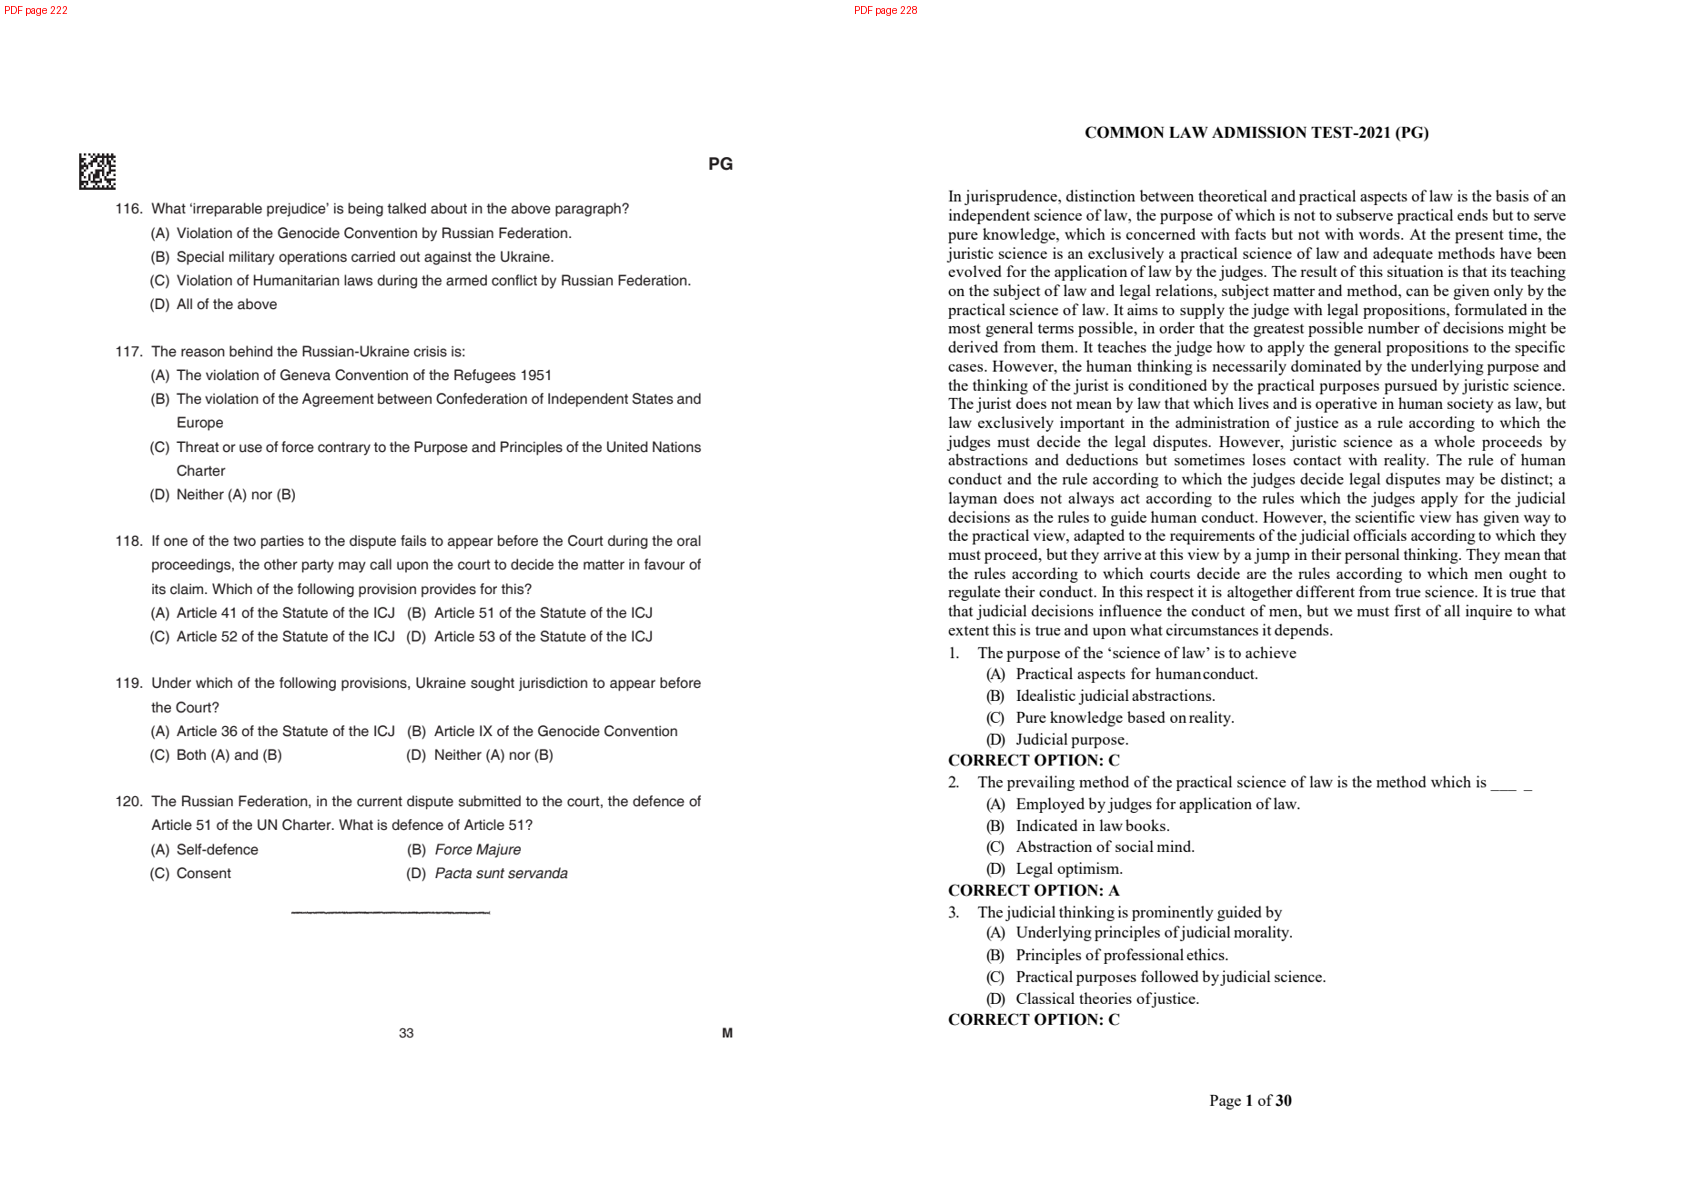 PDF page 222
PG
116. What ‘irreparable prejudice’ is being talked about in the above paragraph?
(A) Violation of the Genocide Convention by Russian Federation.
(B) Special military operations carried out against the Ukraine.
(C) Violation of Humanitarian laws during the armed conflict by Russian Federation.
(D) All of the above
117. The reason behind the Russian-Ukraine crisis is:
(A) The violation of Geneva Convention of the Refugees 1951
(B) The violation of the Agreement between Confederation of Independent States and
Europe
(C) Threat or use of force contrary to the Purpose and Principles of the United Nations
Charter
(D) Neither (A) nor (B)
118. If one of the two parties to the dispute fails to appear before the Court during the oral
proceedings, the other party may call upon the court to decide the matter in favour of
its claim. Which of the following provision provides for this?
(A) Article 41 of the Statute of the ICJ (B) Article 51 of the Statute of the ICJ
(C) Article 52 of the Statute of the ICJ (D) Article 53 of the Statute of the ICJ
119. Under which of the following provisions, Ukraine sought jurisdiction to appear before
the Court?
(A) Article 36 of the Statute of the ICJ (B) Article IX of the Genocide Convention
(C) Both (A) and (B) (D) Neither (A) nor (B)
120. The Russian Federation, in the current dispute submitted to the court, the defence of
Article 51 of the UN Charter. What is defence of Article 51?
(A) Self-defence (B) Force Majure
(C) Consent (D) Pacta sunt servanda
33 M
PDF page 228
COMMON LAW ADMISSION TEST-2021 (PG)
In jurisprudence, distinction between theoretical and practical aspects of law is the basis of an
independent science of law, the purpose of which is not to subserve practical ends but to serve
pure knowledge, which is concerned with facts but not with words. At the present time, the
juristic science is an exclusively a practical science of law and adequate methods have been
evolved for the application of law by the judges. The result of this situation is that its teaching
on the subject of law and legal relations, subject matter and method, can be given only by the
practical science of law. It aims to supply the judge with legal propositions, formulated in the
most general terms possible, in order that the greatest possible number of decisions might be
derived from them. It teaches the judge how to apply the general propositions to the specific
cases. However, the human thinking is necessarily dominated by the underlying purpose and
the thinking of the jurist is conditioned by the practical purposes pursued by juristic science.
The jurist does not mean by law that which lives and is operative in human society as law, but
law exclusively important in the administration of justice as a rule according to which the
judges must decide the legal disputes. However, juristic science as a whole proceeds by
abstractions and deductions but sometimes loses contact with reality. The rule of human
conduct and the rule according to which the judges decide legal disputes may be distinct; a
layman does not always act according to the rules which the judges apply for the judicial
decisions as the rules to guide human conduct. However, the scientific view has given way to
the practical view, adapted to the requirements of the judicial officials according to which they
must proceed, but they arrive at this view by a jump in their personal thinking. They mean that
the rules according to which courts decide are the rules according to which men ought to
regulate their conduct. In this respect it is altogether different from true science. It is true that
that judicial decisions influence the conduct of men, but we must first of all inquire to what
extent this is true and upon what circumstances it depends.
1. The purpose of the ‘science of law’ is to achieve
(A) Practical aspects for human conduct.
(B) Idealistic judicial abstractions.
(C) Pure knowledge based on reality.
(D) Judicial purpose.
CORRECT OPTION: C
2. The prevailing method of the practical science of law is the method which is ___ _
(A) Employed by judges for application of law.
(B) Indicated in law books.
(C) Abstraction of social mind.
(D) Legal optimism.
CORRECT OPTION: A
3. The judicial thinking is prominently guided by
(A) Underlying principles of judicial morality.
(B) Principles of professional ethics.
(C) Practical purposes followed by judicial science.
(D) Classical theories of justice.
CORRECT OPTION: C
Page 1 of 30